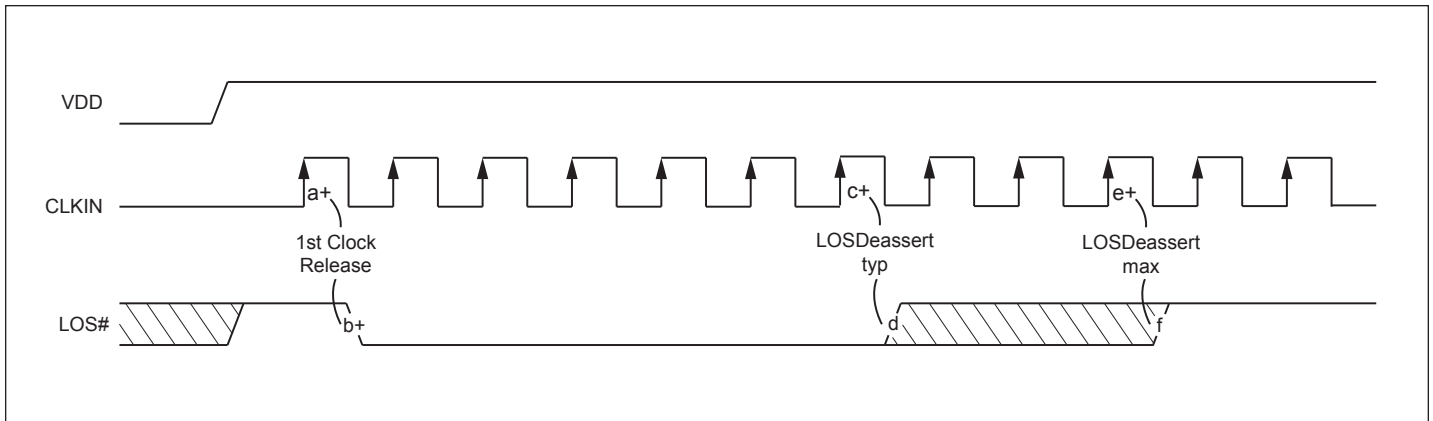 VDD
CLKIN
a+
c+
e+
1st Clock
Release
LOSDeassert
typ
LOSDeassert
max
LOS#
b+
d
f